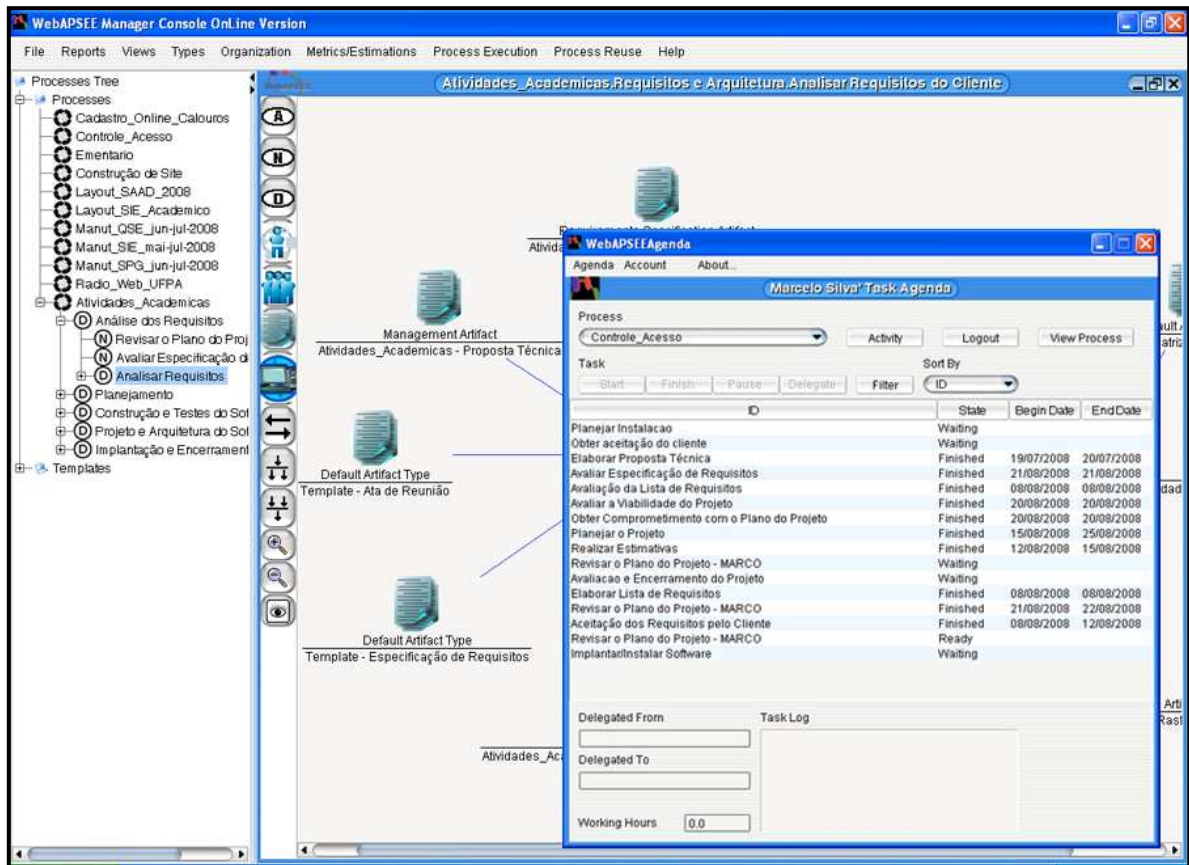 WebAPSEE Manager Console OnLine Version
File Reports Views Types Organization Metrics/Estimations Process Execution Process Reuse Help
Processes Tree
Processes
Cadastro_Online_Calouros
Controle_Acesso
Ementario
Construção de Site
Layout_SAAD_2008
Layout_SIE_Academico
Manut_QSE_jun-jul-2008
Manut_SIE_mai-jul-2008
Manut_SPG_jun-jul-2008
Radio_Web_UFPA
Atividades_Academicas
D Análise dos Requisitos
N Revisar o Plano do Proj
N Avaliar Especificação d
D Analisar Requisitos
D Planejamento
D Construção e Testes do Sof
D Projeto e Arquitetura do Sof
D Implantação e Encerrament
Templates
Atividades_Academicas.Requisitos e Arquitetura.Analisar Requisitos do Cliente
A
N
D
Management Artifact
Atividades_Academicas - Proposta Técnica
Default Artifact Type
Template - Ata de Reunião
Default Artifact Type
Template - Especificação de Requisitos
Ativida
Atividades_Aca
WebAPSEEAgenda
Agenda Account About...
Marcelo Silva' Task Agenda
Process
Controle_Acesso Activity Logout View Process
Task Sort By
Start Finish Pause Delegate Filter ID
ID State Begin Date End Date
Planejar Instalacao Waiting
Obter aceitação do cliente Waiting
Elaborar Proposta Técnica Finished 19/07/2008 20/07/2008
Avaliar Especificação de Requisitos Finished 21/08/2008 21/08/2008
Avaliação da Lista de Requisitos Finished 08/08/2008 08/08/2008
Avaliar a Viabilidade do Projeto Finished 20/08/2008 20/08/2008
Obter Comprometimento com o Plano do Projeto Finished 20/08/2008 20/08/2008
Planejar o Projeto Finished 15/08/2008 25/08/2008
Realizar Estimativas Finished 12/08/2008 15/08/2008
Revisar o Plano do Projeto - MARCO Waiting
Avaliacao e Encerramento do Projeto Waiting
Elaborar Lista de Requisitos Finished 08/08/2008 08/08/2008
Revisar o Plano do Projeto - MARCO Finished 21/08/2008 22/08/2008
Aceitação dos Requisitos pelo Cliente Finished 08/08/2008 12/08/2008
Revisar o Plano do Projeto - MARCO Ready
Implantar/Instalar Software Waiting
Delegated From Task Log
Delegated To
Working Hours 0.0